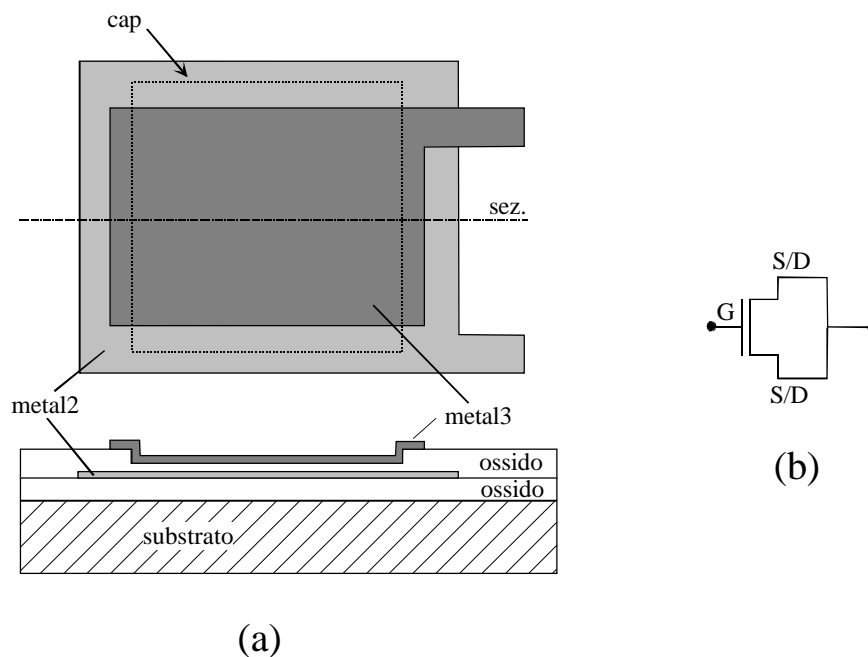 cap
sez.
S/D
G
S/D
metal2
metal3
ossido
ossido
substrato
(a)
(b)